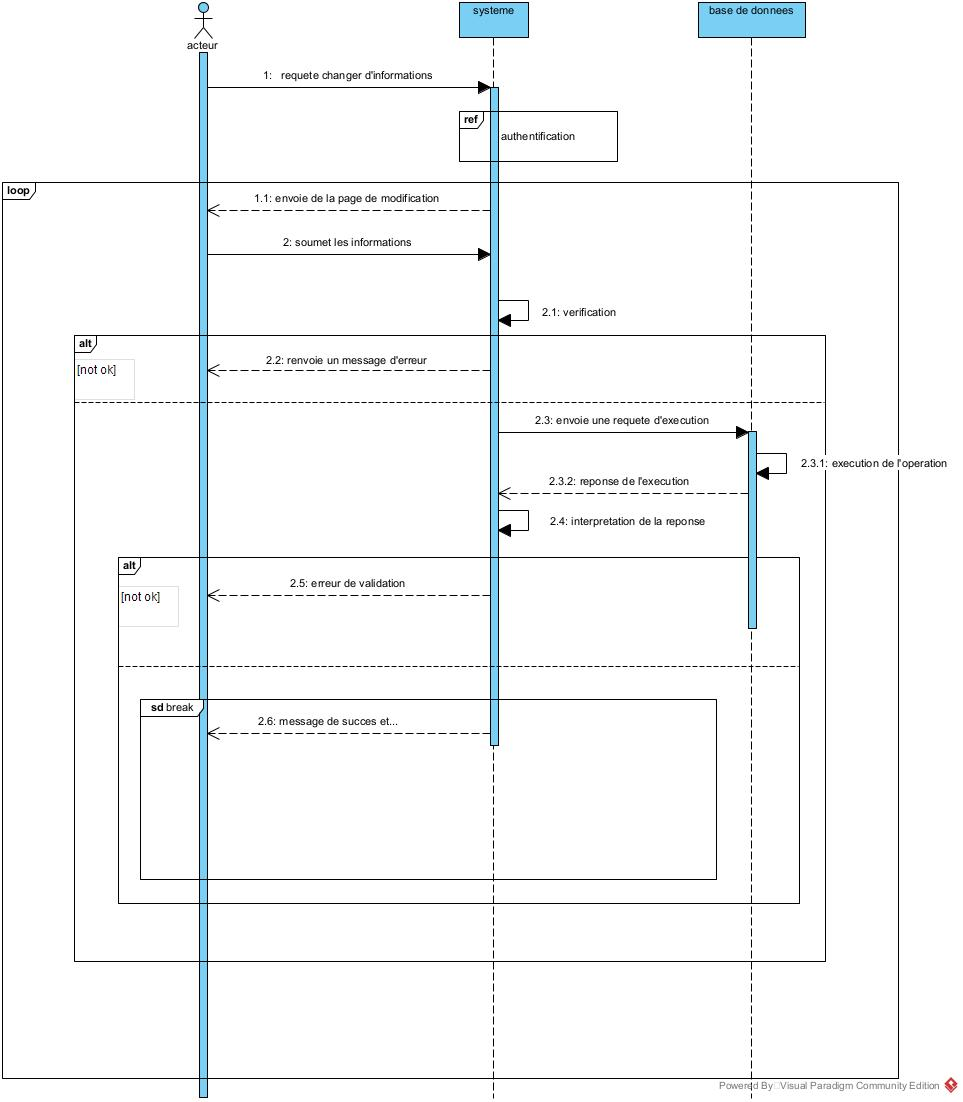 acteur
systeme
base de donnees
1: requete changer d'informations
ref
authentification
loop
1.1: envoie de la page de modification
2: soumet les informations
2.1: verification
alt
2.2: renvoie un message d'erreur
[not ok]
2.3: envoie une requete d'execution
2.3.1: execution de l'operation
2.3.2: reponse de l'execution
2.4: interpretation de la reponse
alt
2.5: erreur de validation
[not ok]
sd break
2.6: message de succes et...
Powered By Visual Paradigm Community Edition